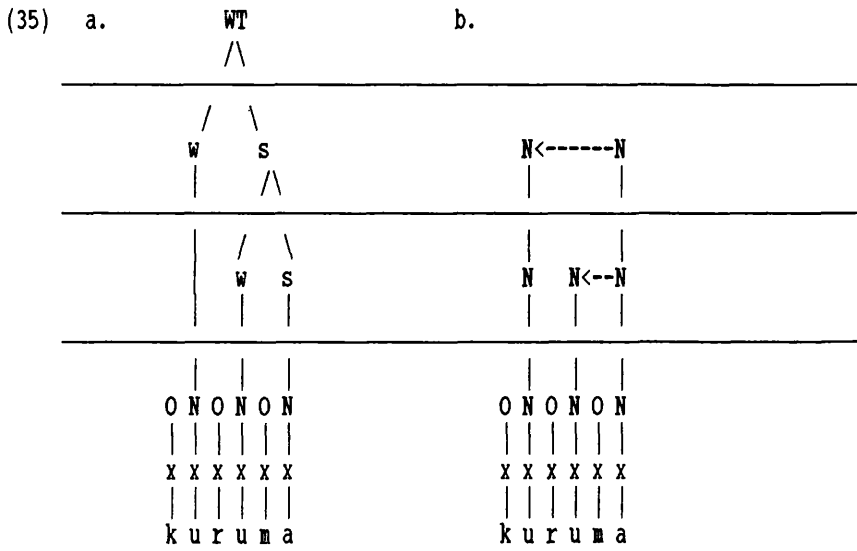 (35) a. WT b.
w s N<------N
w s N N<--N
O N O N O N O N O N O N
x x x x x x x x x x x x
k u r u m a k u r u m a